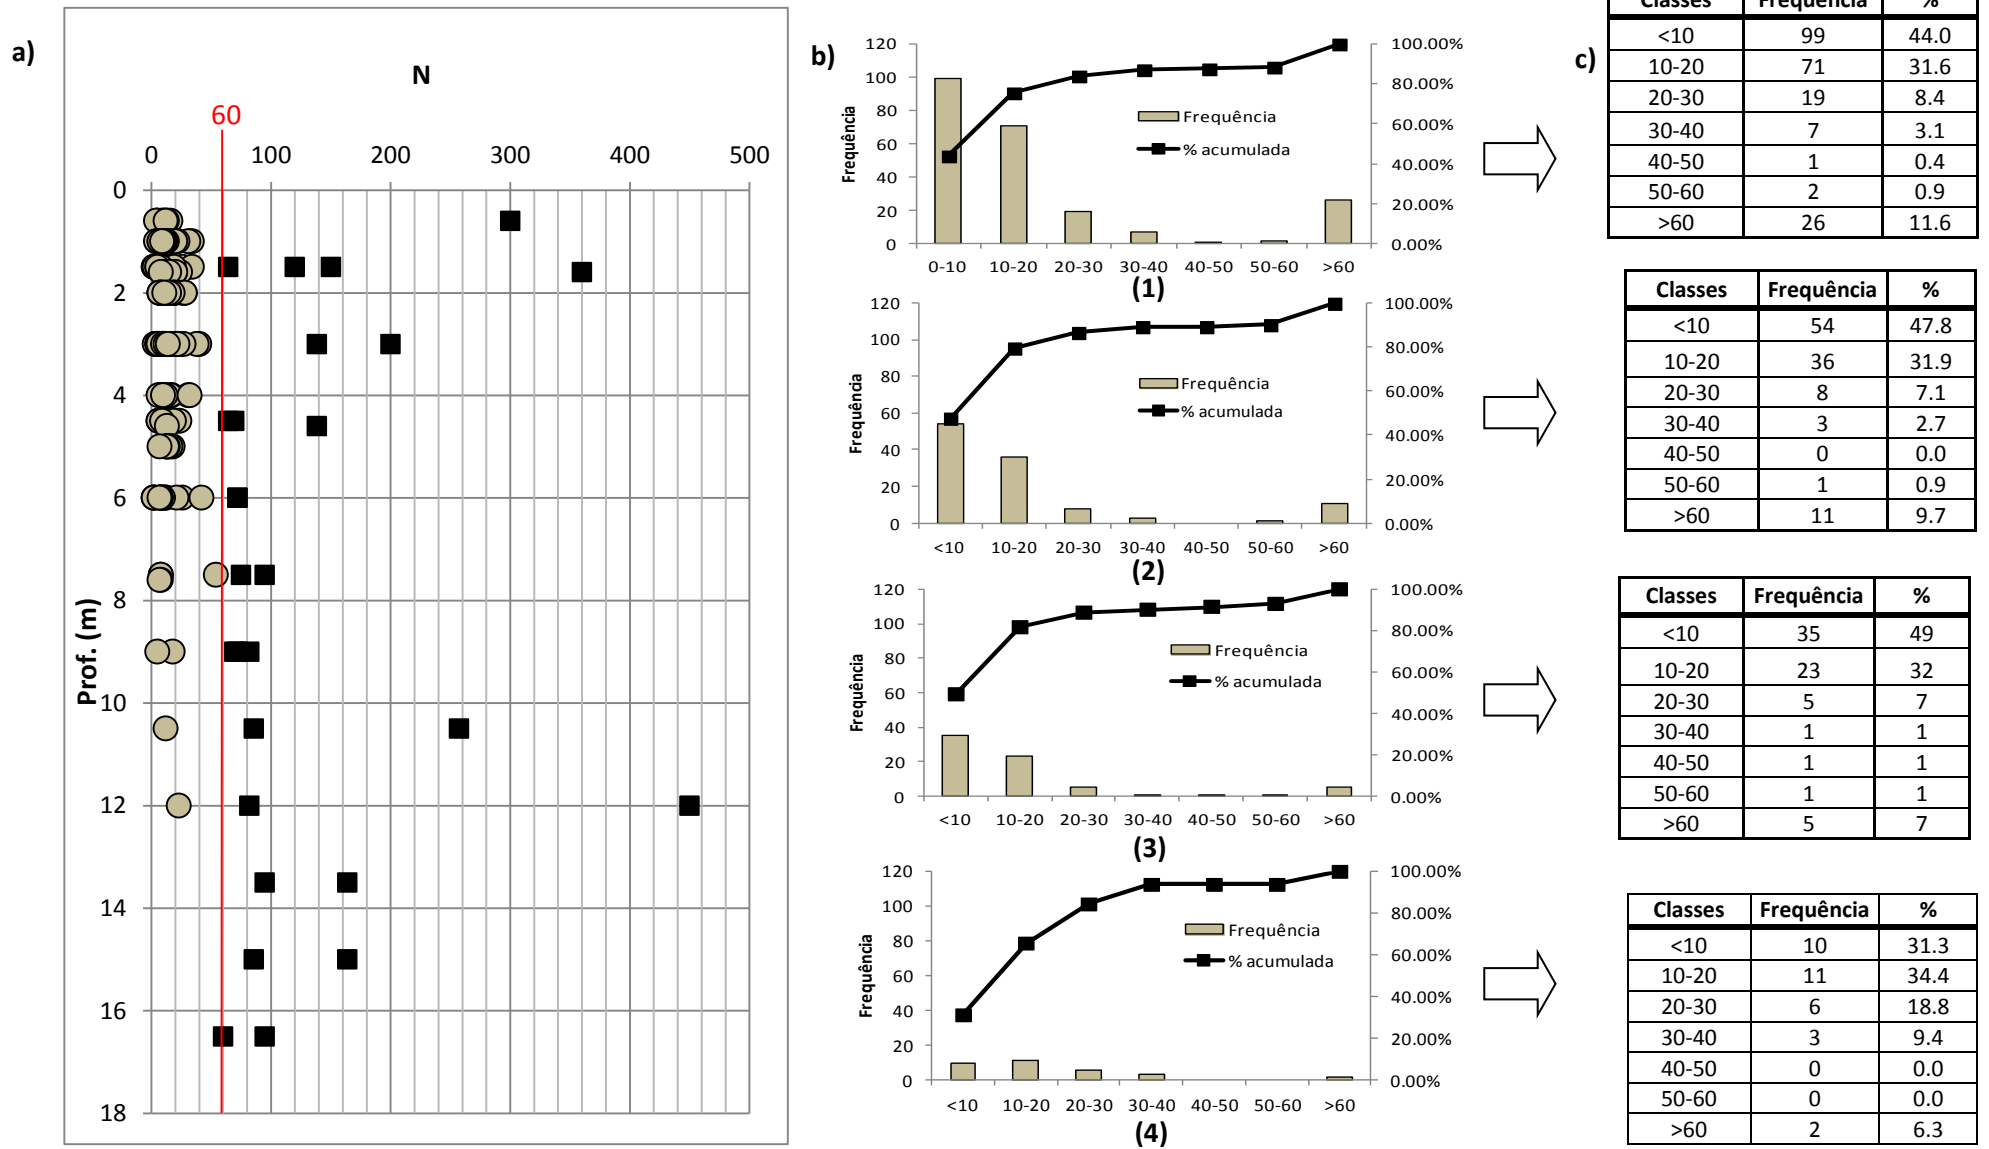 a)
N
60
0 100 200 300 400 500
0
2
4
6
8
10
12
14
16
18
Prof. (m)
b)
120 100.00%
100 80.00%
80 60.00%
60 40.00%
40 20.00%
20 0.00%
0
Frequência
Frequência
% acumulada
0-10 10-20 20-30 30-40 40-50 50-60 >60
(1)
120 100.00%
100 80.00%
80 60.00%
60 40.00%
40 20.00%
20 0.00%
0
Frequência
Frequência
% acumulada
<10 10-20 20-30 30-40 40-50 50-60 >60
(2)
120 100.00%
100 80.00%
80 60.00%
60 40.00%
40 20.00%
20 0.00%
0
Frequência
Frequência
% acumulada
<10 10-20 20-30 30-40 40-50 50-60 >60
(3)
120 100.00%
100 80.00%
80 60.00%
60 40.00%
40 20.00%
20 0.00%
0
Frequência
Frequência
% acumulada
<10 10-20 20-30 30-40 40-50 50-60 >60
(4)
c)
Classes Frequência %
<10 99 44.0
10-20 71 31.6
20-30 19 8.4
30-40 7 3.1
40-50 1 0.4
50-60 2 0.9
>60 26 11.6
Classes Frequência %
<10 54 47.8
10-20 36 31.9
20-30 8 7.1
30-40 3 2.7
40-50 0 0.0
50-60 1 0.9
>60 11 9.7
Classes Frequência %
<10 35 49
10-20 23 32
20-30 5 7
30-40 1 1
40-50 1 1
50-60 1 1
>60 5 7
Classes Frequência %
<10 10 31.3
10-20 11 34.4
20-30 6 18.8
30-40 3 9.4
40-50 0 0.0
50-60 0 0.0
>60 2 6.3